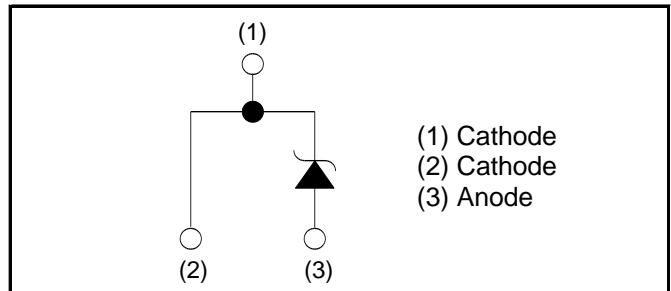 (1)
(1) Cathode
(2) Cathode
(3) Anode
(2) (3)